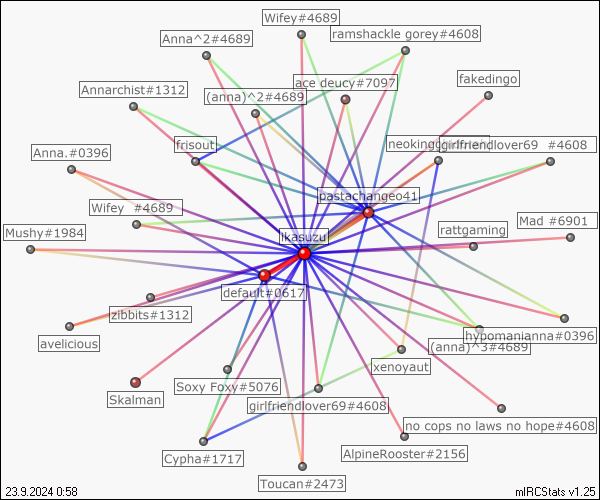 Wifey#4689
ramshackle gorey#4608
Anna^2#4689
fakedingo
ace deucy#7097
Annarchist#1312
(anna)^2#4689
frisout
girlfriendlover69 #4608
Anna.#0396
pastachangeo41
Wifey #4689
Mad #6901
Mushy#1984
rattgaming
ikasuzu
default#0617
zibbits#1312
hypomanianna#0396
avelicious
(anna)^3#4689
xenoyaut
Soxy Foxy#5076
Skalman
girlfriendlover69#4608
no cops no laws no hope#4608
Cypha#1717
AlpineRooster#2156
Toucan#2473
23.9.2024 0:58
mIRCStats v1.25